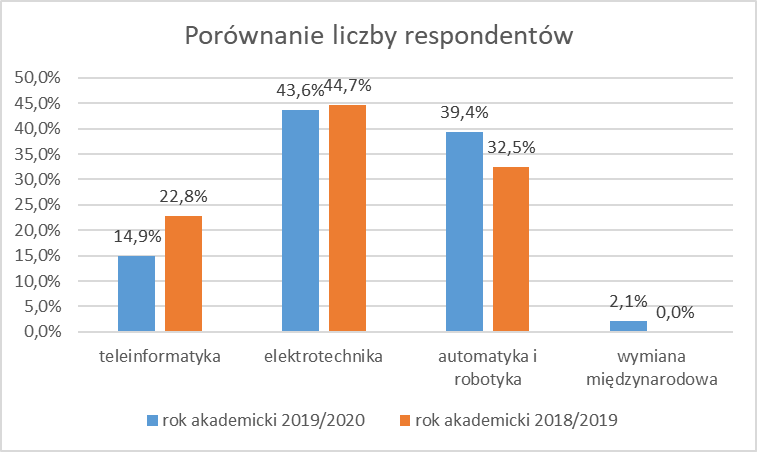 Porównanie liczby respondentów
50,0%
45,0%
40,0%
35,0%
30,0%
25,0%
20,0%
15,0%
10,0%
5,0%
0,0%
14,9%
22,8%
43,6%
44,7%
39,4%
32,5%
2,1%
0,0%
teleinformatyka
elektrotechnika
automatyka i
robotyka
wymiana
międzynarodowa
rok akademicki 2019/2020
rok akademicki 2018/2019